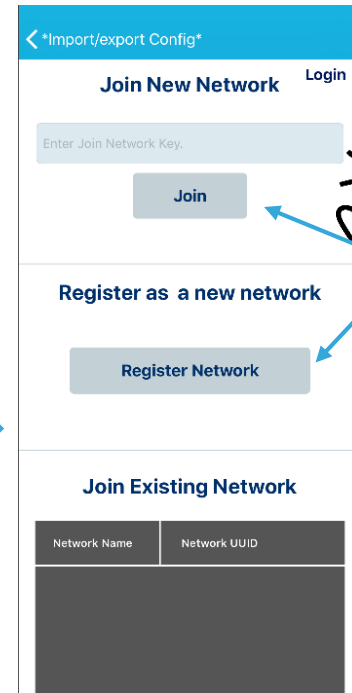 *Import/export Config*
Login
Join New Network
Enter Join Network Key.
Join
Register as a new network
Register Network
Join Existing Network
Network Name Network UUID